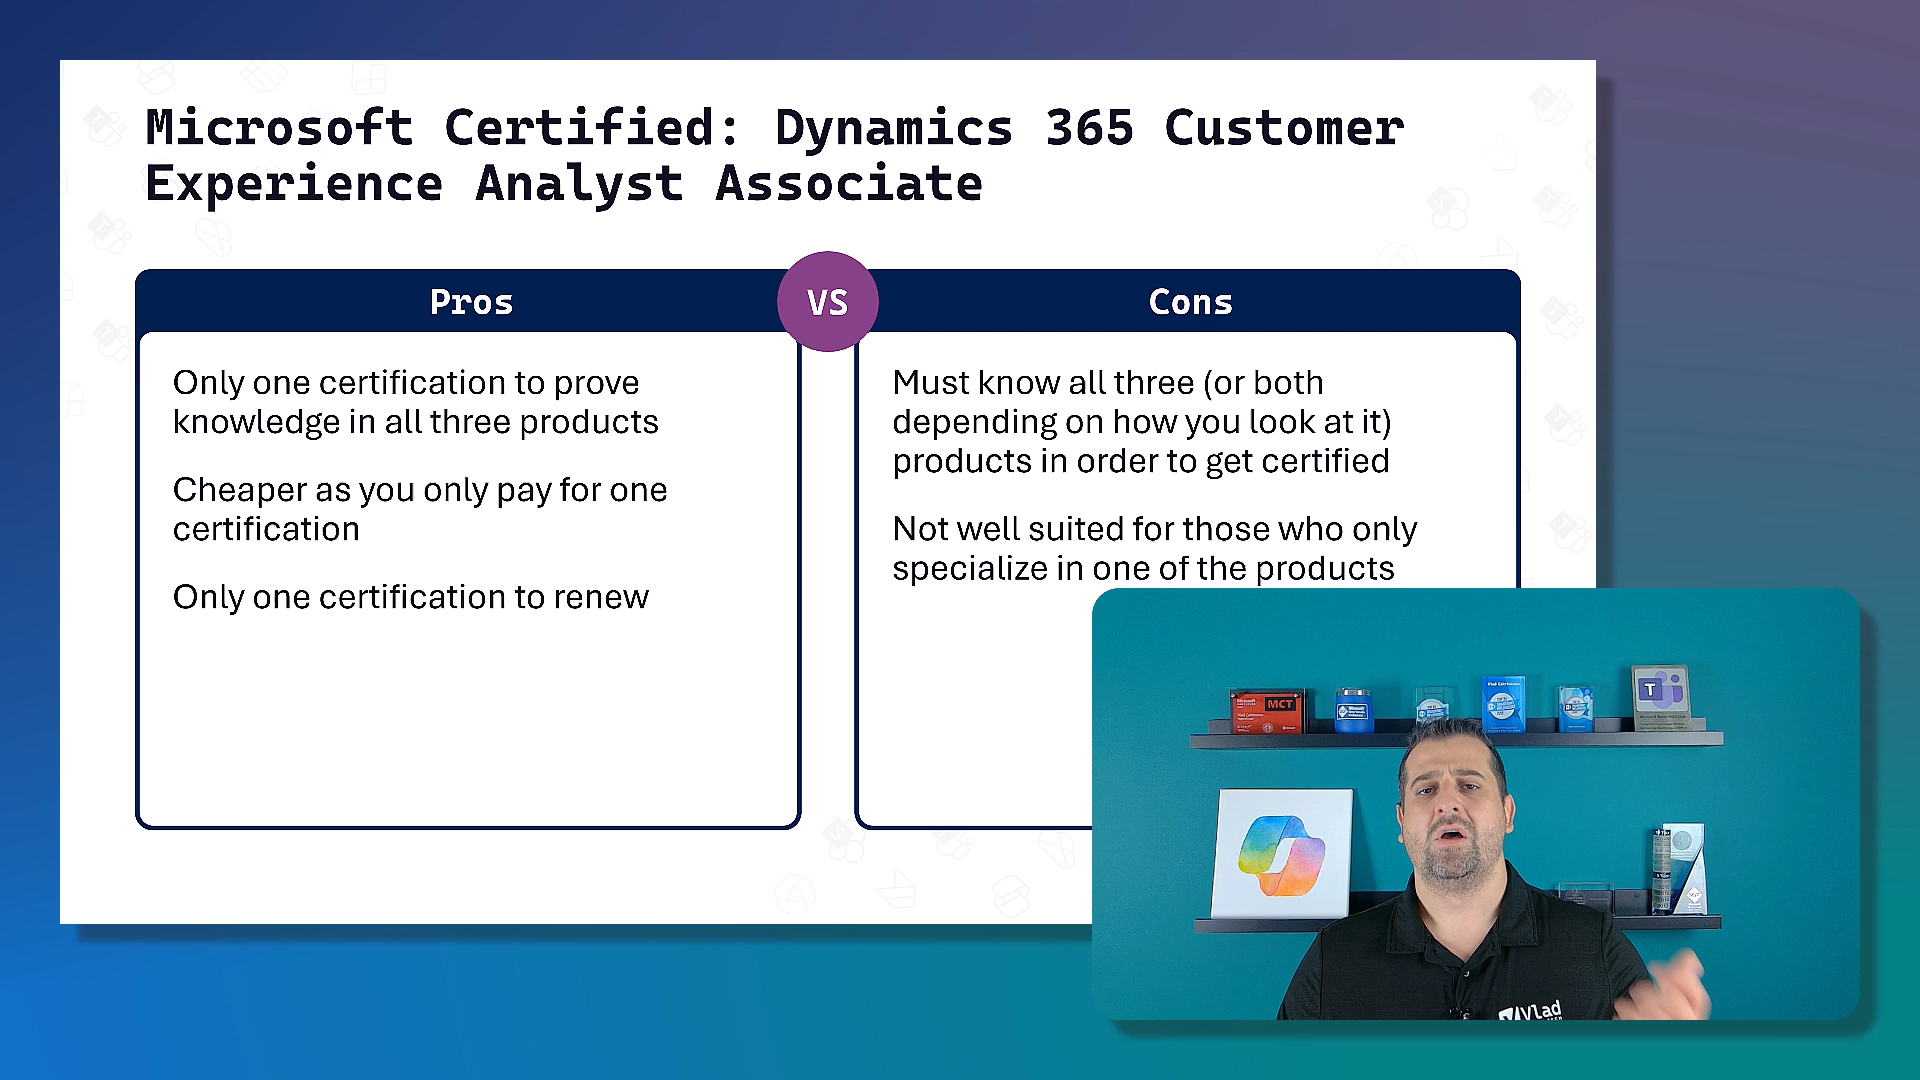 Microsoft Certified: Dynamics 365 Customer
Experience Analyst Associate
Pros
VS
Cons
Only one certification to prove
knowledge in all three products
Cheaper as you only pay for one
certification
Only one certification to renew
Must know all three (or both
depending on how you look at it)
products in order to get certified
Not well suited for those who only
specialize in one of the products
MCT
T
Vlad